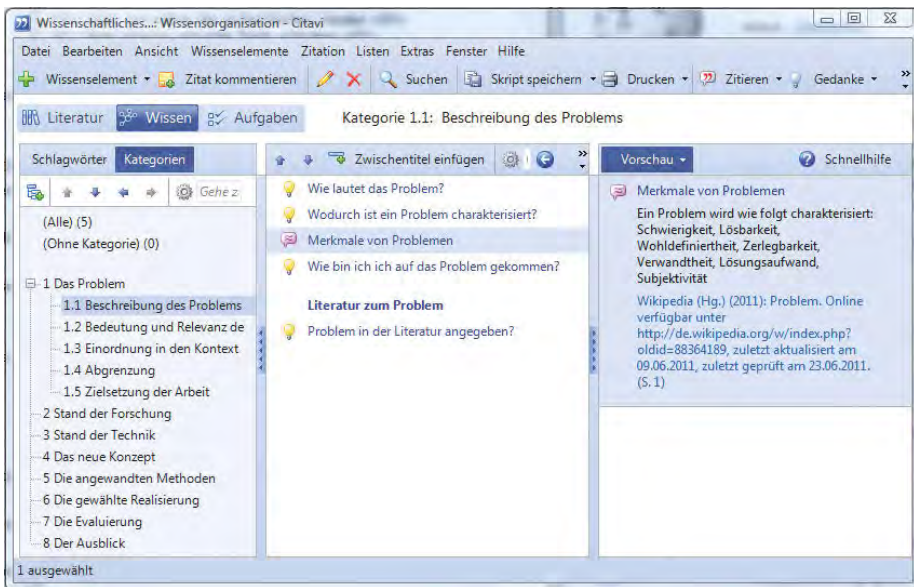 Wissenschaftliches...: Wissensorganisation - Citavi
Datei Bearbeiten Ansicht Wissenselemente Zitation Listen Extras Fenster Hilfe
Wissenselement Zitat kommentieren Suchen Skript speichern Drucken Zitieren Gedanke »
Literatur Wissen Aufgaben Kategorie 1.1: Beschreibung des Problems
Schlagwörter Kategorien
Gehe z
(Alle) (5)
(Ohne Kategorie) (0)
1 Das Problem
1.1 Beschreibung des Problems
1.2 Bedeutung und Relevanz de
1.3 Einordnung in den Kontext
1.4 Abgrenzung
1.5 Zielsetzung der Arbeit
2 Stand der Forschung
3 Stand der Technik
4 Das neue Konzept
5 Die angewandten Methoden
6 Die gewählte Realisierung
7 Die Evaluierung
8 Der Ausblick
Zwischentitel einfügen »
Wie lautet das Problem?
Wodurch ist ein Problem charakterisiert?
Merkmale von Problemen
Wie bin ich ich auf das Problem gekommen?
Literatur zum Problem
Problem in der Literatur angegeben?
Vorschau Schnellhilfe
Merkmale von Problemen
Ein Problem wird wie folgt charakterisiert:
Schwierigkeit, Lösbarkeit,
Wohldefiniertheit, Zerlegbarkeit,
Verwandtheit, Lösungsaufwand,
Subjektivität
Wikipedia (Hg.) (2011): Problem. Online
verfügbar unter
http://de.wikipedia.org/w/index.php?
oldid=88364189, zuletzt aktualisiert am
09.06.2011, zuletzt geprüft am 23.06.2011.
(S. 1)
1 ausgewählt